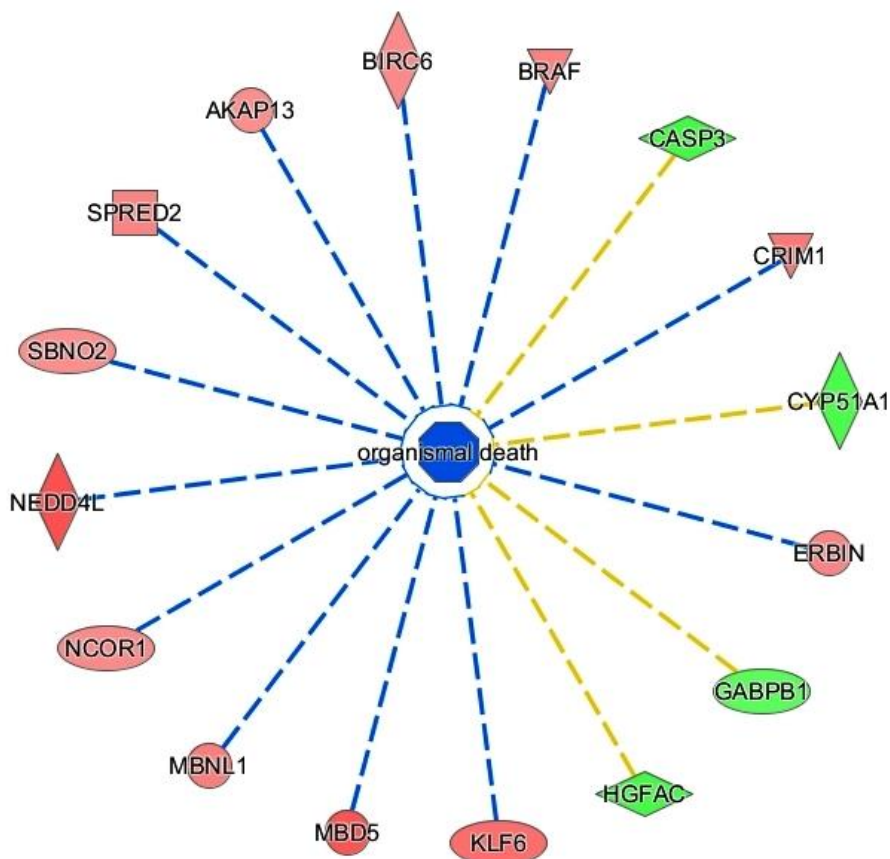 BIRC6
BRAF
AKAP13
CASP3
SPRED2
CRIM1
SBNO2
CYP51A1
organismal death
NEDD4L
ERBIN
NCOR1
GABPB1
MBNL1
HGFAC
MBD5
KLF6